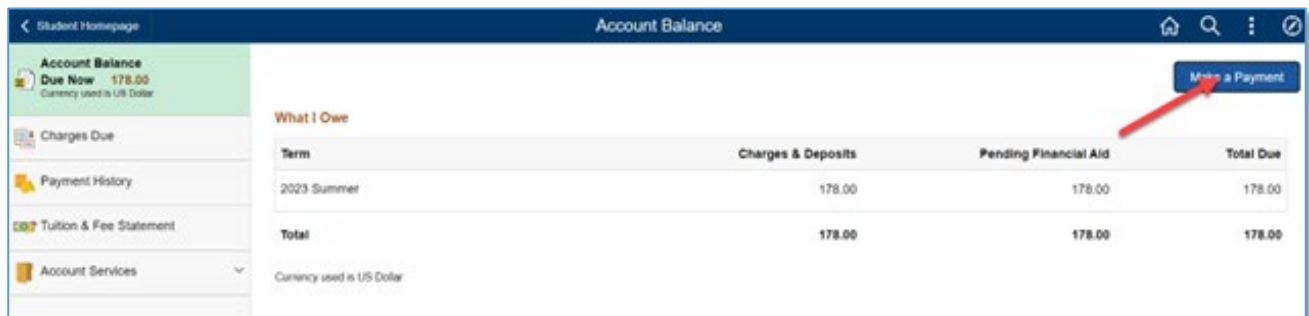 Student Homepage
Account Balance
Account Balance
Due Now 178.00
Currency used is US Dollar
Charges Due
Payment History
Tuition & Fee Statement
Account Services
Make a Payment
What I Owe
Term Charges & Deposits Pending Financial Aid Total Due
2023 Summer 178.00 178.00 178.00
Total 178.00 178.00 178.00
Currency used is US Dollar